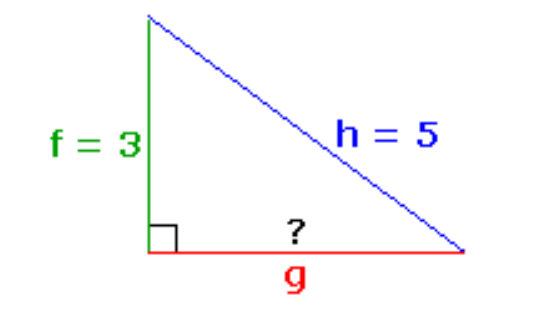 h = 5
f = 3
?
g